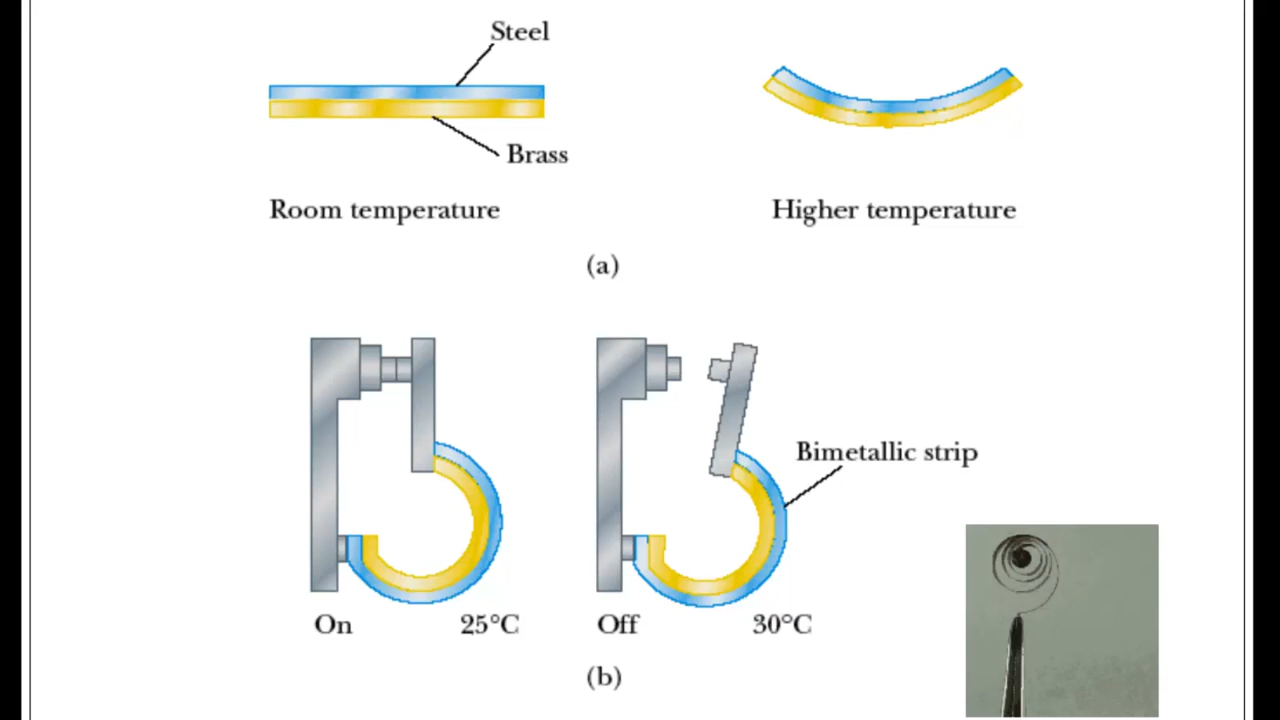 Steel
Brass
Room temperature
Higher temperature
(a)
Bimetallic strip
On
25°C
Off
30°C
(b)